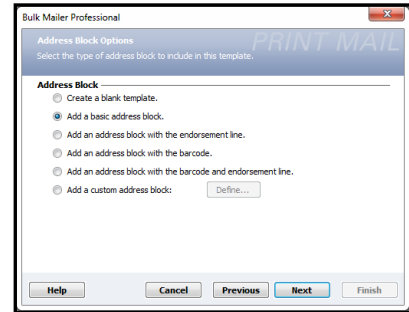 Bulk Mailer Professional
PRINT MAIL
Address Block Options
Select the type of address block to include in this template.
Address Block
Create a blank template.
Add a basic address block.
Add an address block with the endorsement line.
Add an address block with the barcode.
Add an address block with the barcode and endorsement line.
Add a custom address block: Define...
Help Cancel Previous Next Finish